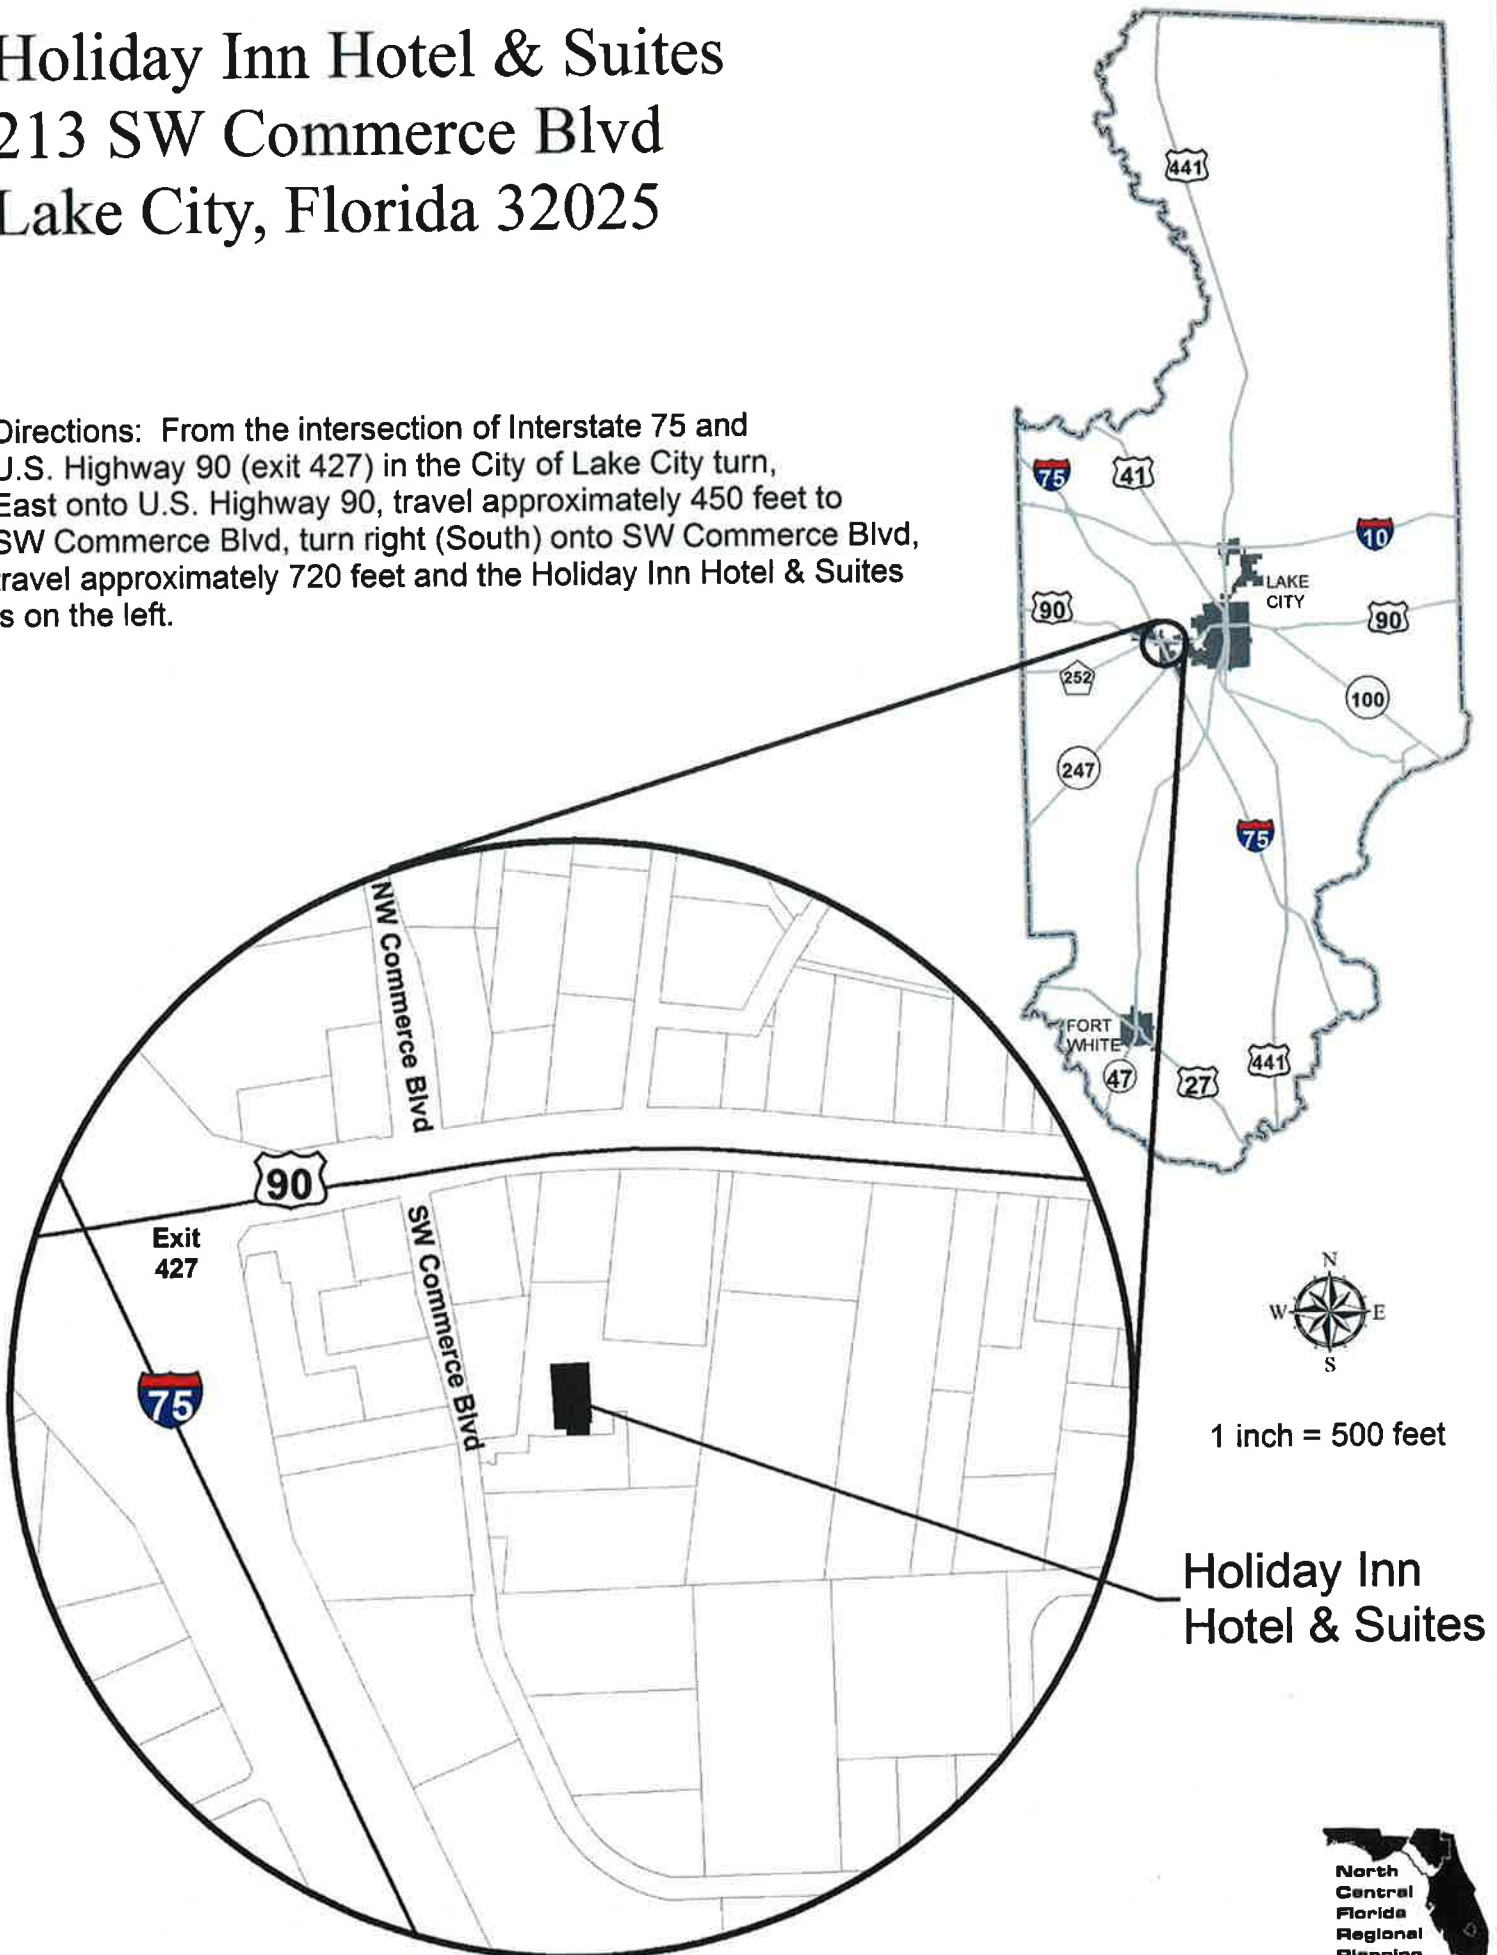 Holiday Inn Hotel & Suites
213 SW Commerce Blvd
Lake City, Florida 32025
Directions: From the intersection of Interstate 75 and
U.S. Highway 90 (exit 427) in the City of Lake City turn,
East onto U.S. Highway 90, travel approximately 450 feet to
SW Commerce Blvd, turn right (South) onto SW Commerce Blvd,
travel approximately 720 feet and the Holiday Inn Hotel & Suites
is on the left.
441
75
41
10
LAKE
CITY
90
90
252
100
247
75
FORT
WHITE
47
27
441
NW Commerce Blvd
90
Exit
427
SW Commerce Blvd
75
N
W
E
S
1 inch = 500 feet
Holiday Inn
Hotel & Suites
North
Central
Florida
Regional
Planning